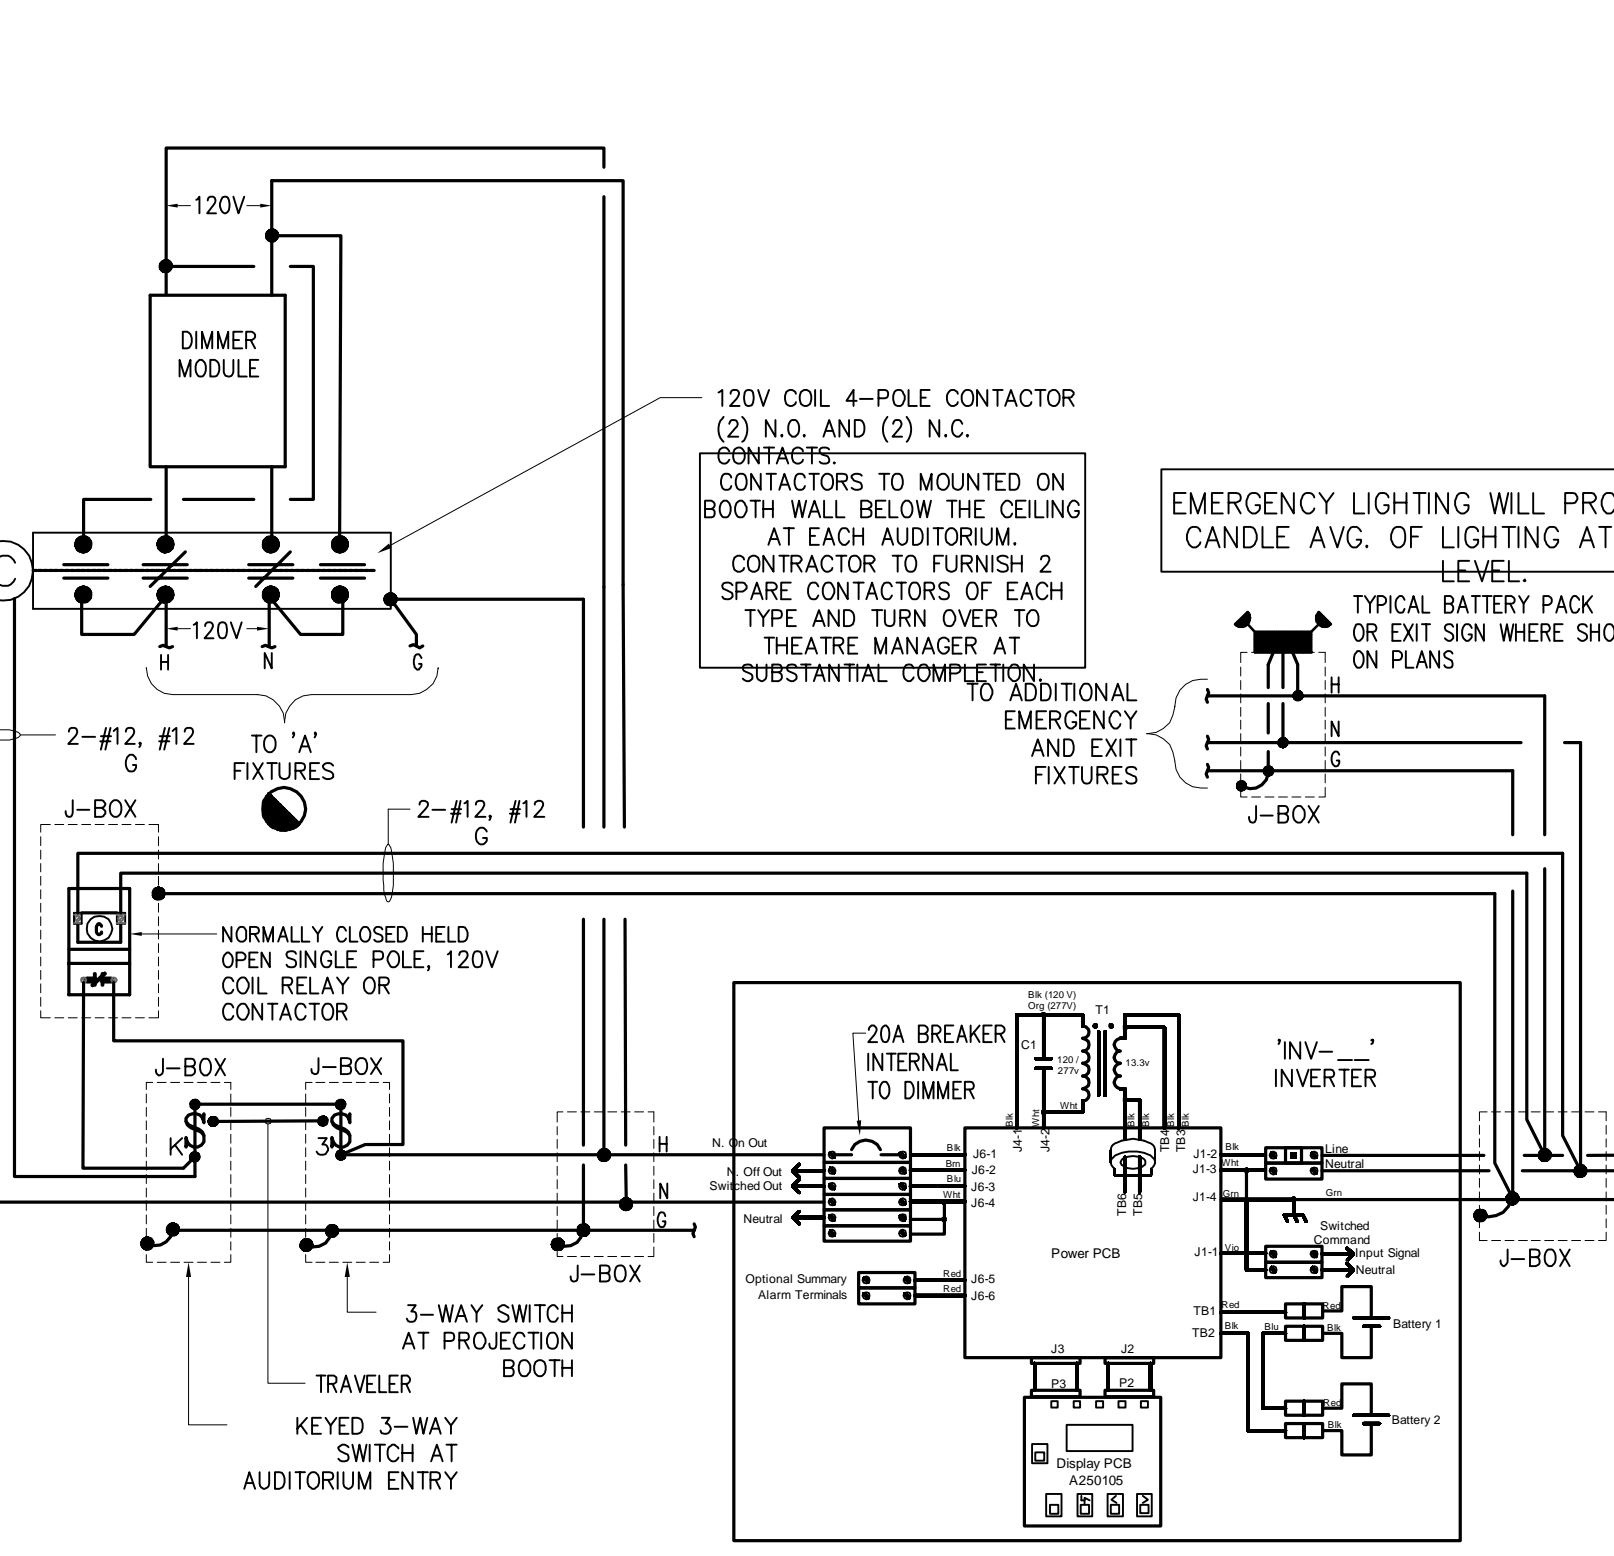 120V
DIMMER
MODULE
120V COIL 4-POLE CONTACTOR
(2) N.O. AND (2) N.C.
CONTACTS.
CONTACTORS TO MOUNTED ON
BOOTH WALL BELOW THE CEILING
AT EACH AUDITORIUM.
CONTRACTOR TO FURNISH 2
SPARE CONTACTORS OF EACH
TYPE AND TURN OVER TO
THEATRE MANAGER AT
SUBSTANTIAL COMPLETION.
EMERGENCY LIGHTING WILL PRO
CANDLE AVG. OF LIGHTING AT
LEVEL.
C
120V
H
N
G
TYPICAL BATTERY PACK
OR EXIT SIGN WHERE SHO
ON PLANS
TO ADDITIONAL
EMERGENCY
AND EXIT
FIXTURES
H
N
G
J-BOX
2-#12, #12
G
TO 'A'
FIXTURES
J-BOX
2-#12, #12
G
C
NORMALLY CLOSED HELD
OPEN SINGLE POLE, 120V
COIL RELAY OR
CONTACTOR
J-BOX
J-BOX
K
$
3
$
H
N
G
J-BOX
3-WAY SWITCH
AT PROJECTION
BOOTH
TRAVELER
KEYED 3-WAY
SWITCH AT
AUDITORIUM ENTRY
20A BREAKER
INTERNAL
TO DIMMER
Blk (120 V)
Org (277V)
T1
C1
120 /
277v
13.3v
Wht
Blk
Wht
Blk
Blk
Blk
Blk
J4-1
J4-2
TB4
TB3
TB6
TB5
'INV-__'
INVERTER
N. On Out
N. Off Out
Switched Out
Neutral
Blk
Brn
Blu
Wht
J6-1
J6-2
J6-3
J6-4
Optional Summary
Alarm Terminals
Red
Red
J6-5
J6-6
Power PCB
J1-2
J1-3
J1-4
J1-1
TB1
TB2
Blk
Wht
Grn
Vio
Red
Blk
Line
Neutral
Grn
Switched
Command
Input Signal
Neutral
Red
Blu
Blk
Battery 1
Red
Blk
Battery 2
J3
J2
P3
P2
Display PCB
A250105
J-BOX